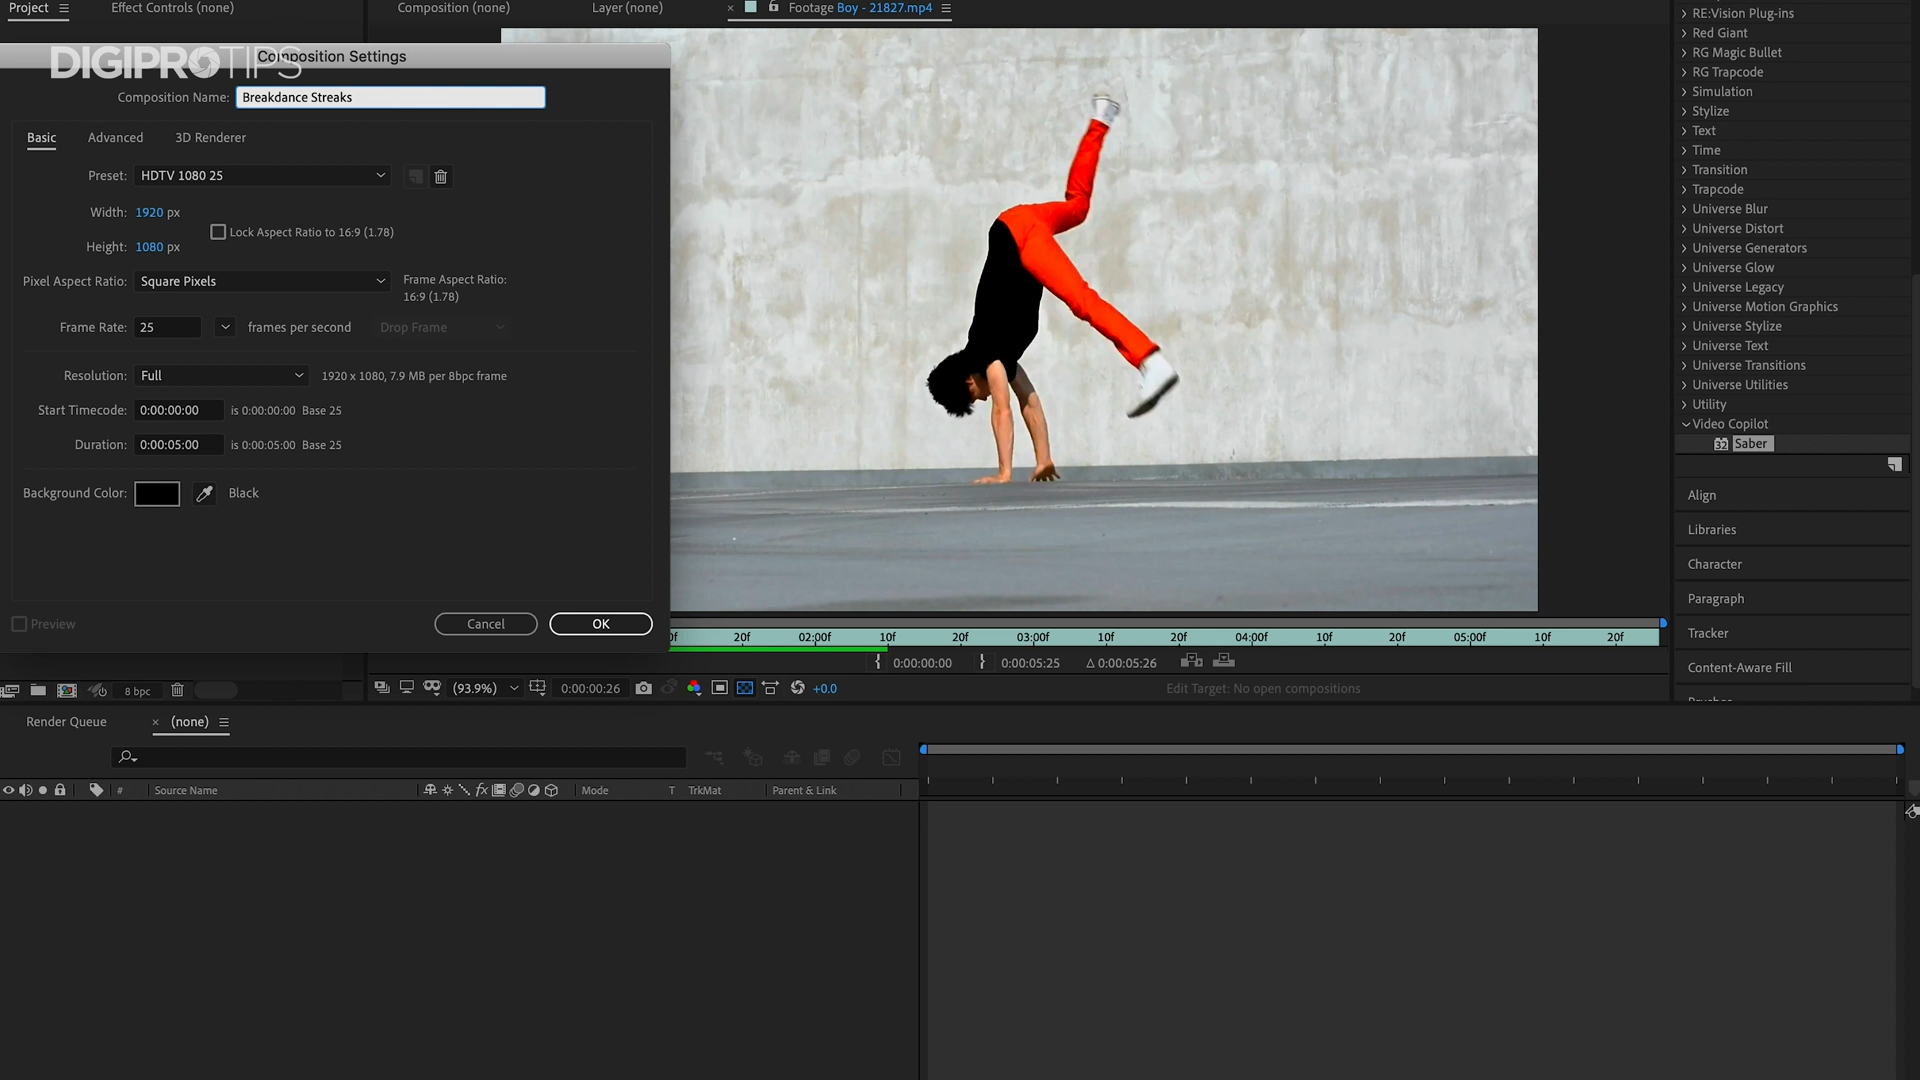 Project
Effect Controls (none)
Composition (none)
Layer (none)
Footage Boy - 21827.mp4
DIGIPROTIPS
Composition Settings
Composition Name: Breakdance Streaks
Basic
Advanced
3D Renderer
Preset: HDTV 1080 25
Width: 1920 px
Lock Aspect Ratio to 16:9 (1.78)
Height: 1080 px
Pixel Aspect Ratio: Square Pixels
Frame Aspect Ratio:
16:9 (1.78)
Frame Rate: 25 frames per second Drop Frame
Resolution: Full 1920 x 1080, 7.9 MB per 8bpc frame
Start Timecode: 0:00:00:00 is 0:00:00:00 Base 25
Duration: 0:00:05:00 is 0:00:05:00 Base 25
Background Color: Black
Preview
Cancel
OK
20f 02:00f 10f 20f 03:00f 10f 20f 04:00f 10f 20f 05:00f 10f 20f
{ 0:00:00:00 } 0:00:05:25 Δ 0:00:05:26
8 bpc
(93.9%) 0:00:00:26 +0.0
Edit Target: No open compositions
RE:Vision Plug-ins
Red Giant
RG Magic Bullet
RG Trapcode
Simulation
Stylize
Text
Time
Transition
Trapcode
Universe Blur
Universe Distort
Universe Generators
Universe Glow
Universe Legacy
Universe Motion Graphics
Universe Stylize
Universe Text
Universe Transitions
Universe Utilities
Utility
Video Copilot
32 Saber
Align
Libraries
Character
Paragraph
Tracker
Content-Aware Fill
Render Queue
(none)
# Source Name
fx
Mode
T TrkMat
Parent & Link